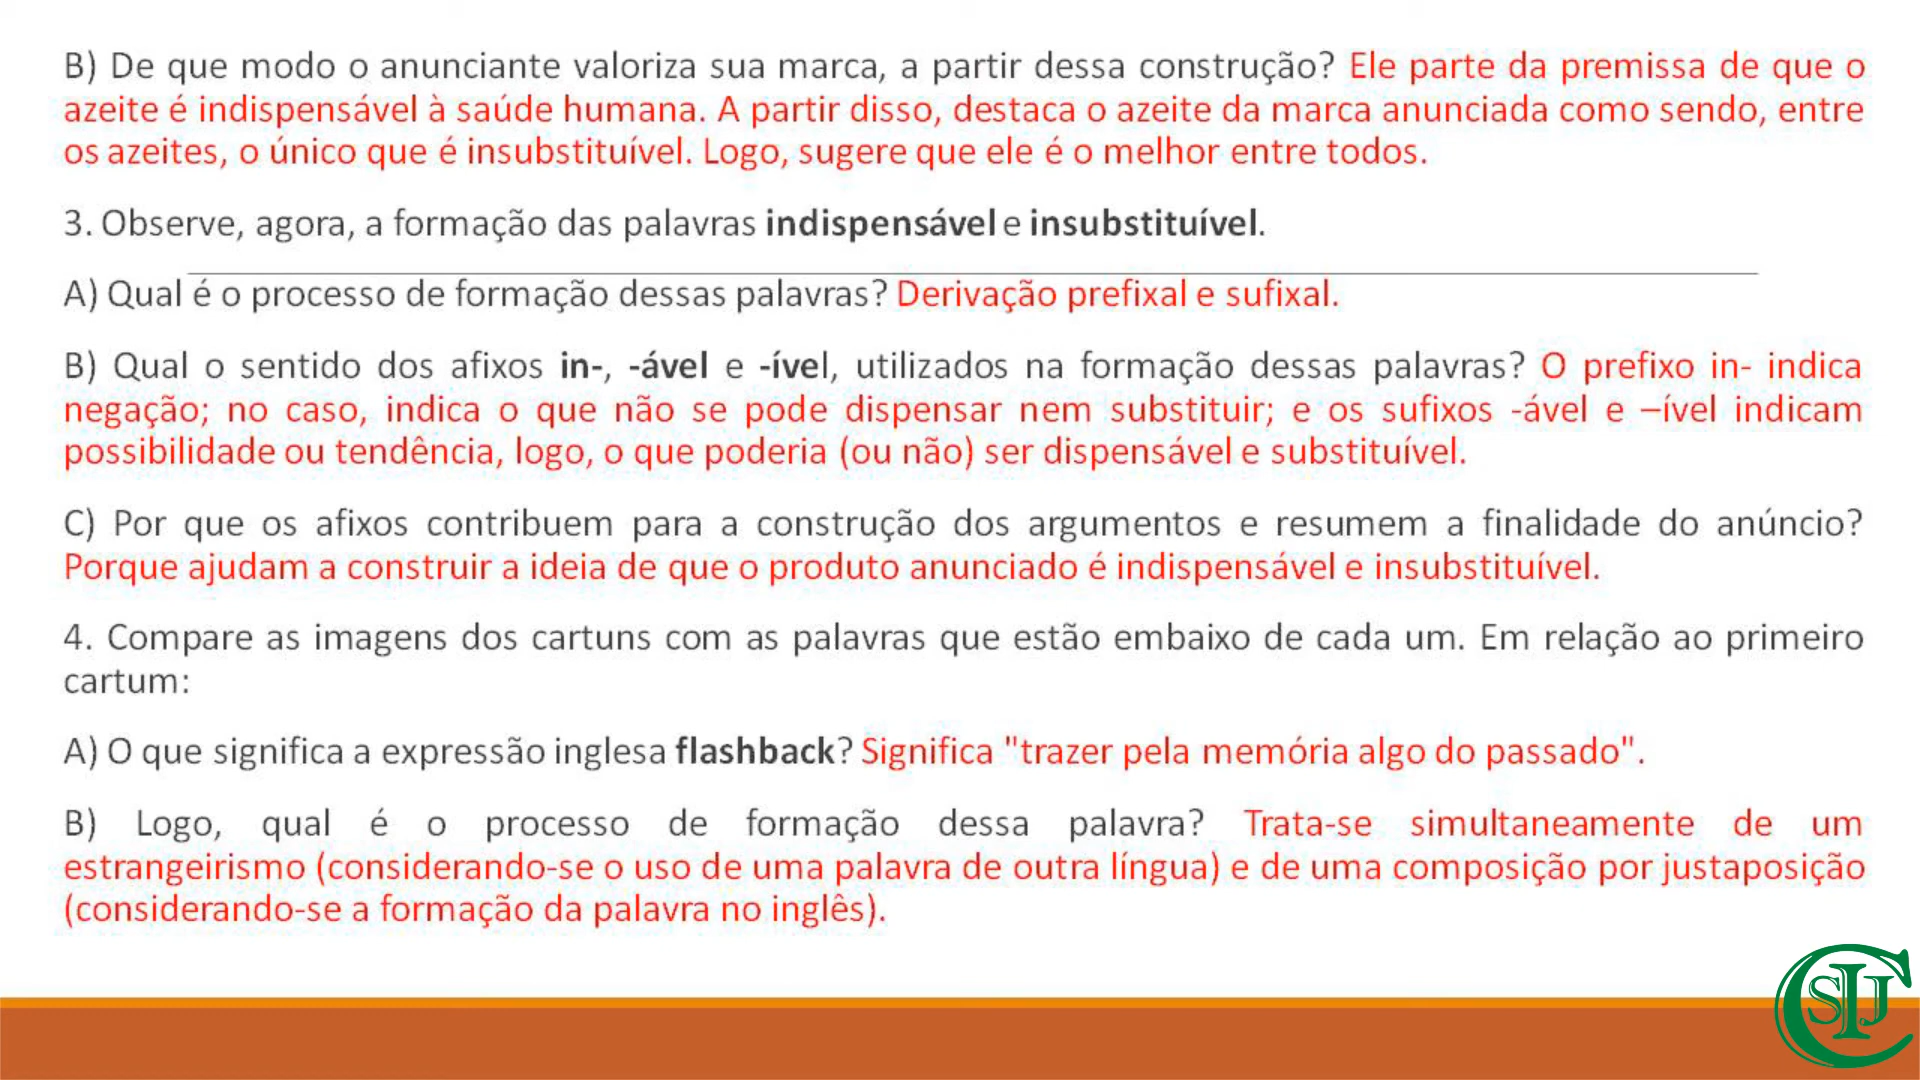 B) De que modo o anunciante valoriza sua marca, a partir dessa construção? Ele parte da premissa de que o
azeite é indispensável à saúde humana. A partir disso, destaca o azeite da marca anunciada como sendo, entre
os azeites, o único que é insubstituível. Logo, sugere que ele é o melhor entre todos.
3. Observe, agora, a formação das palavras indispensável e insubstituível.
A) Qual é o processo de formação dessas palavras? Derivação prefixal e sufixal.
B) Qual o sentido dos afixos in-, -ável e -ível, utilizados na formação dessas palavras? O prefixo in- indica
negação; no caso, indica o que não se pode dispensar nem substituir; e os sufixos -ável e –ível indicam
possibilidade ou tendência, logo, o que poderia (ou não) ser dispensável e substituível.
C) Por que os afixos contribuem para a construção dos argumentos e resumem a finalidade do anúncio?
Porque ajudam a construir a ideia de que o produto anunciado é indispensável e insubstituível.
4. Compare as imagens dos cartuns com as palavras que estão embaixo de cada um. Em relação ao primeiro
cartum:
A) O que significa a expressão inglesa flashback? Significa "trazer pela memória algo do passado".
B) Logo, qual é o processo de formação dessa palavra? Trata-se simultaneamente de um
estrangeirismo (considerando-se o uso de uma palavra de outra língua) e de uma composição por justaposição
(considerando-se a formação da palavra no inglês).
CSIJ